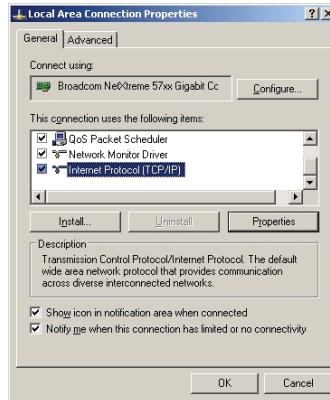 Local Area Connection Properties
General
Advanced
Connect using:
Broadcom NetXtreme 57xx Gigabit Cc
Configure...
This connection uses the following items:
QoS Packet Scheduler
Network Monitor Driver
Internet Protocol (TCP/IP)
Install...
Uninstall
Properties
Description
Transmission Control Protocol/Internet Protocol. The default
wide area network protocol that provides communication
across diverse interconnected networks.
Show icon in notification area when connected
Notify me when this connection has limited or no connectivity
OK
Cancel